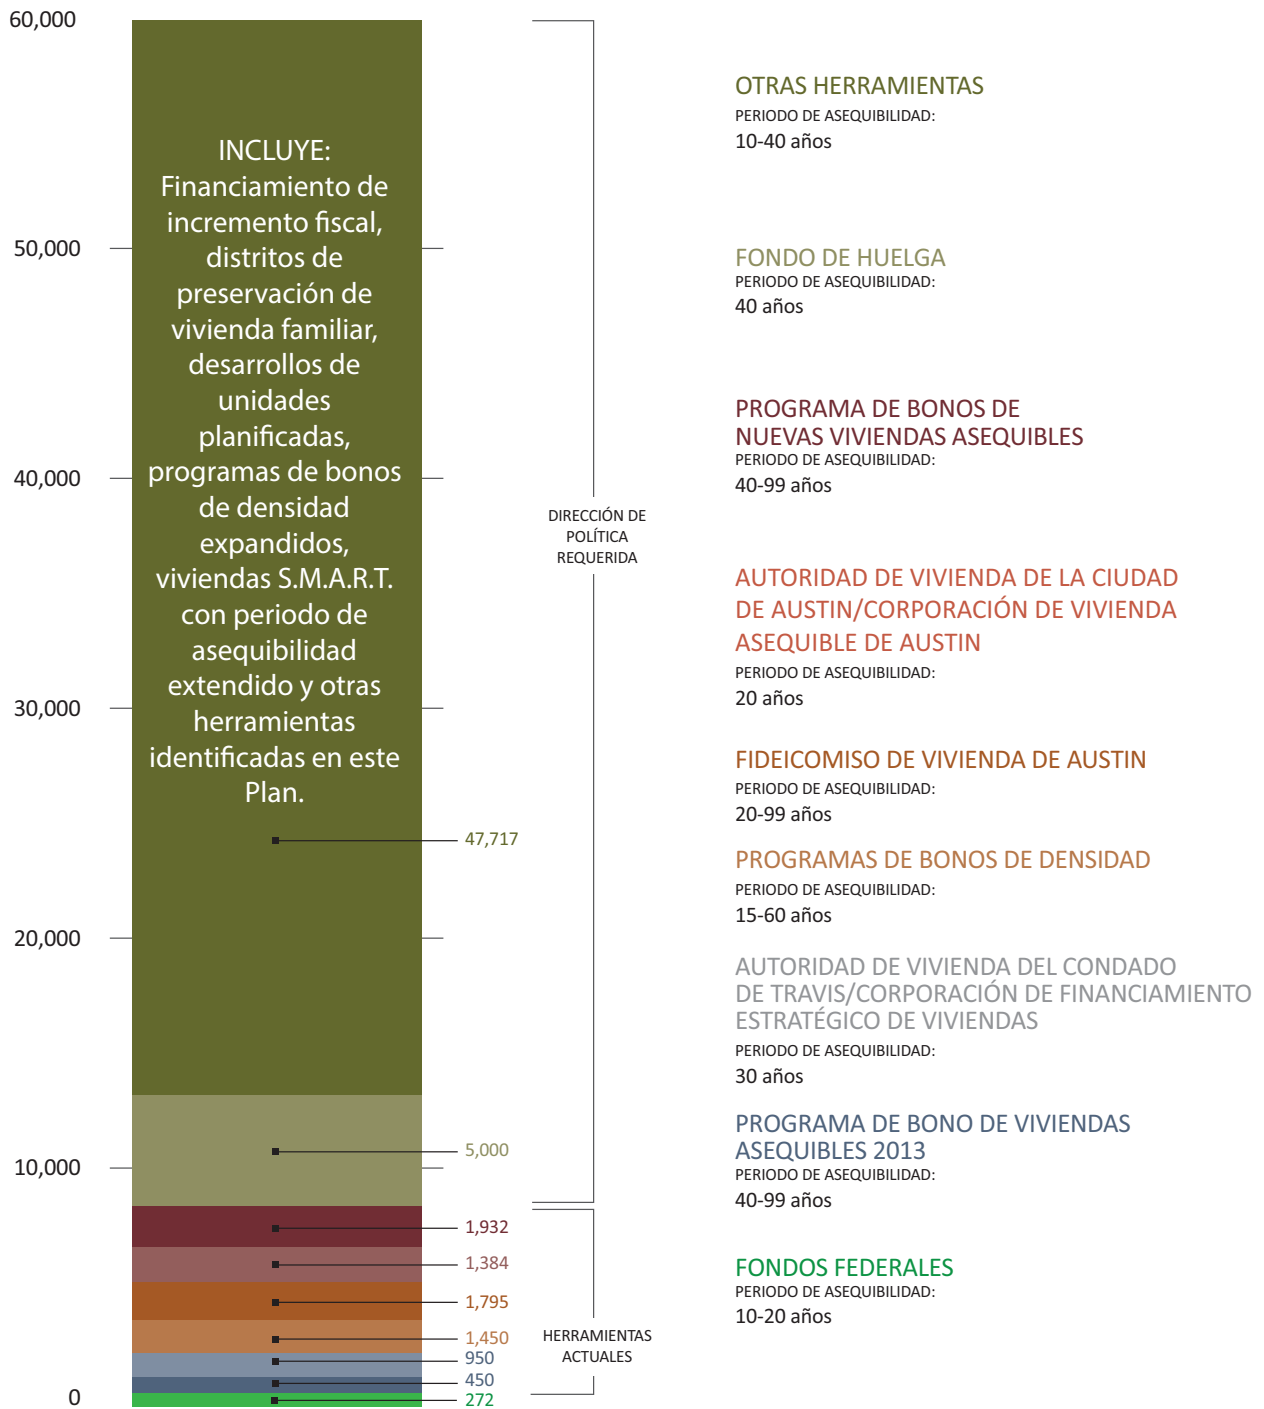 60,000
50,000
40,000
30,000
20,000
10,000
0
INCLUYE:
Financiamiento de
incremento fiscal,
distritos de
preservación de
vivienda familiar,
desarrollos de
unidades
planificadas,
programas de bonos
de densidad
expandidos,
viviendas S.M.A.R.T.
con periodo de
asequibilidad
extendido y otras
herramientas
identificadas en este
Plan.
47,717
5,000
1,932
1,384
1,795
1,450
950
450
272
DIRECCIÓN DE
POLÍTICA
REQUERIDA
HERRAMIENTAS
ACTUALES
OTRAS HERRAMIENTAS
PERIODO DE ASEQUIBILIDAD:
10-40 años
FONDO DE HUELGA
PERIODO DE ASEQUIBILIDAD:
40 años
PROGRAMA DE BONOS DE
NUEVAS VIVIENDAS ASEQUIBLES
PERIODO DE ASEQUIBILIDAD:
40-99 años
AUTORIDAD DE VIVIENDA DE LA CIUDAD
DE AUSTIN/CORPORACIÓN DE VIVIENDA
ASEQUIBLE DE AUSTIN
PERIODO DE ASEQUIBILIDAD:
20 años
FIDEICOMISO DE VIVIENDA DE AUSTIN
PERIODO DE ASEQUIBILIDAD:
20-99 años
PROGRAMAS DE BONOS DE DENSIDAD
PERIODO DE ASEQUIBILIDAD:
15-60 años
AUTORIDAD DE VIVIENDA DEL CONDADO
DE TRAVIS/CORPORACIÓN DE FINANCIAMIENTO
ESTRATÉGICO DE VIVIENDAS
PERIODO DE ASEQUIBILIDAD:
30 años
PROGRAMA DE BONO DE VIVIENDAS
ASEQUIBLES 2013
PERIODO DE ASEQUIBILIDAD:
40-99 años
FONDOS FEDERALES
PERIODO DE ASEQUIBILIDAD:
10-20 años